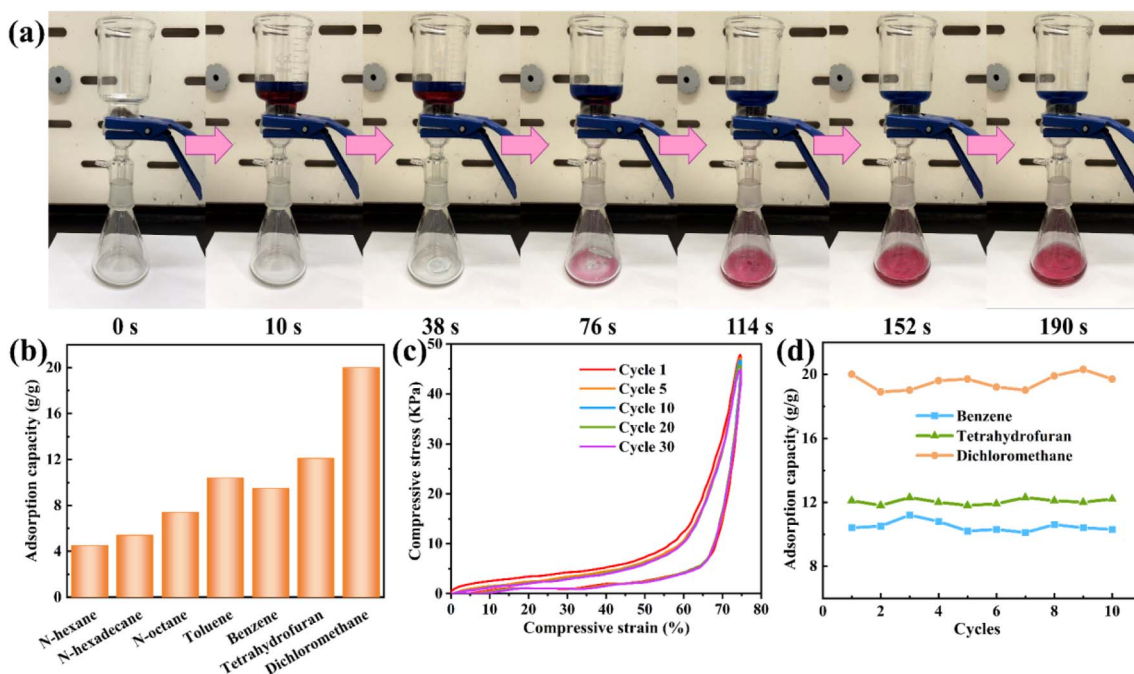 (a)
0 s 10 s 38 s 76 s 114 s 152 s 190 s
(b)
Adsorption capacity (g/g)
20
16
12
8
4
0
N-hexane
N-hexadecane
N-octane
Toluene
Benzene
Tetrahydrofuran
Dichloromethane
(c)
Compressive stress (KPa)
50
40
30
20
10
0
Cycle 1
Cycle 5
Cycle 10
Cycle 20
Cycle 30
0 10 20 30 40 50 60 70 80
Compressive strain (%)
(d)
Adsorption capacity (g/g)
20
16
12
8
Benzene
Tetrahydrofuran
Dichloromethane
0 2 4 6 8 10
Cycles